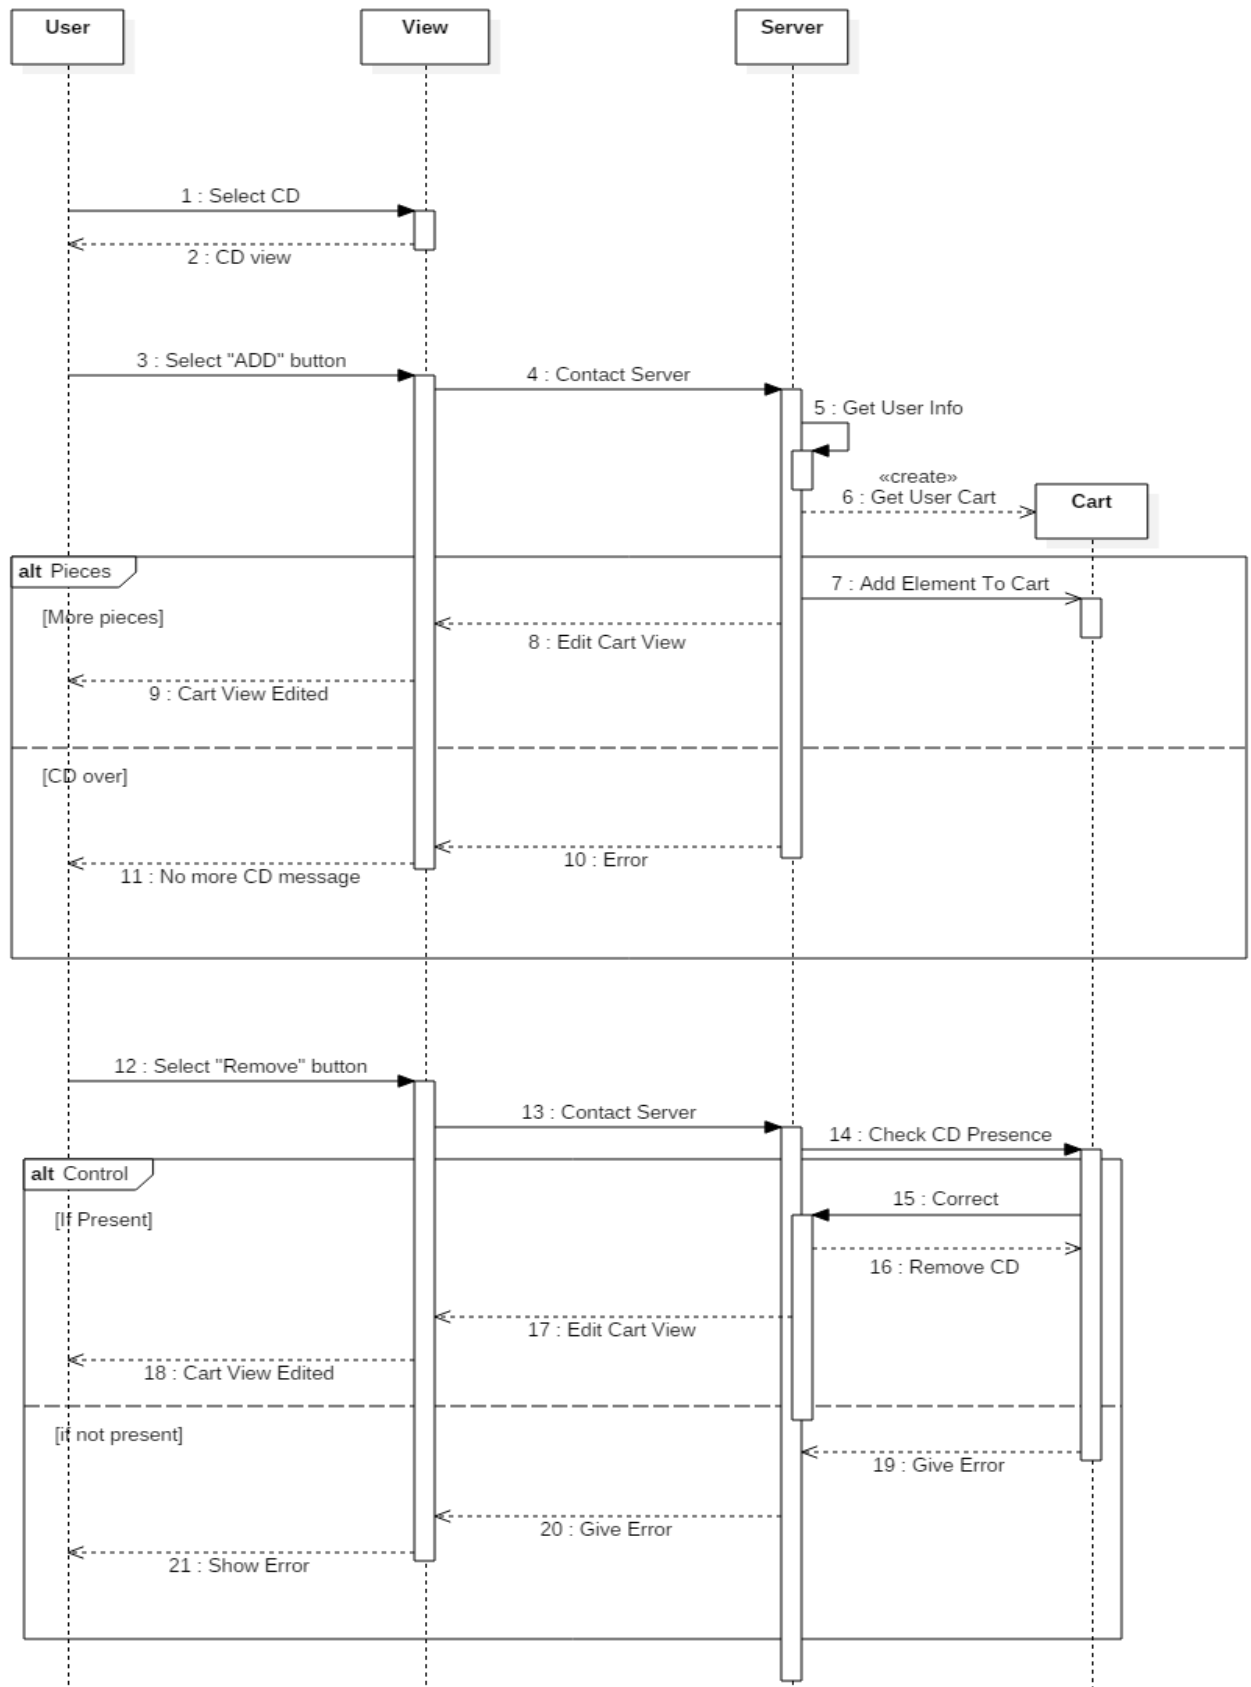 User
View
Server
1 : Select CD
2 : CD view
3 : Select "ADD" button
4 : Contact Server
5 : Get User Info
«create»
6 : Get User Cart
Cart
alt Pieces
7 : Add Element To Cart
[More pieces]
8 : Edit Cart View
9 : Cart View Edited
[CD over]
10 : Error
11 : No more CD message
12 : Select "Remove" button
13 : Contact Server
14 : Check CD Presence
alt Control
15 : Correct
[If Present]
16 : Remove CD
17 : Edit Cart View
18 : Cart View Edited
[if not present]
19 : Give Error
20 : Give Error
21 : Show Error